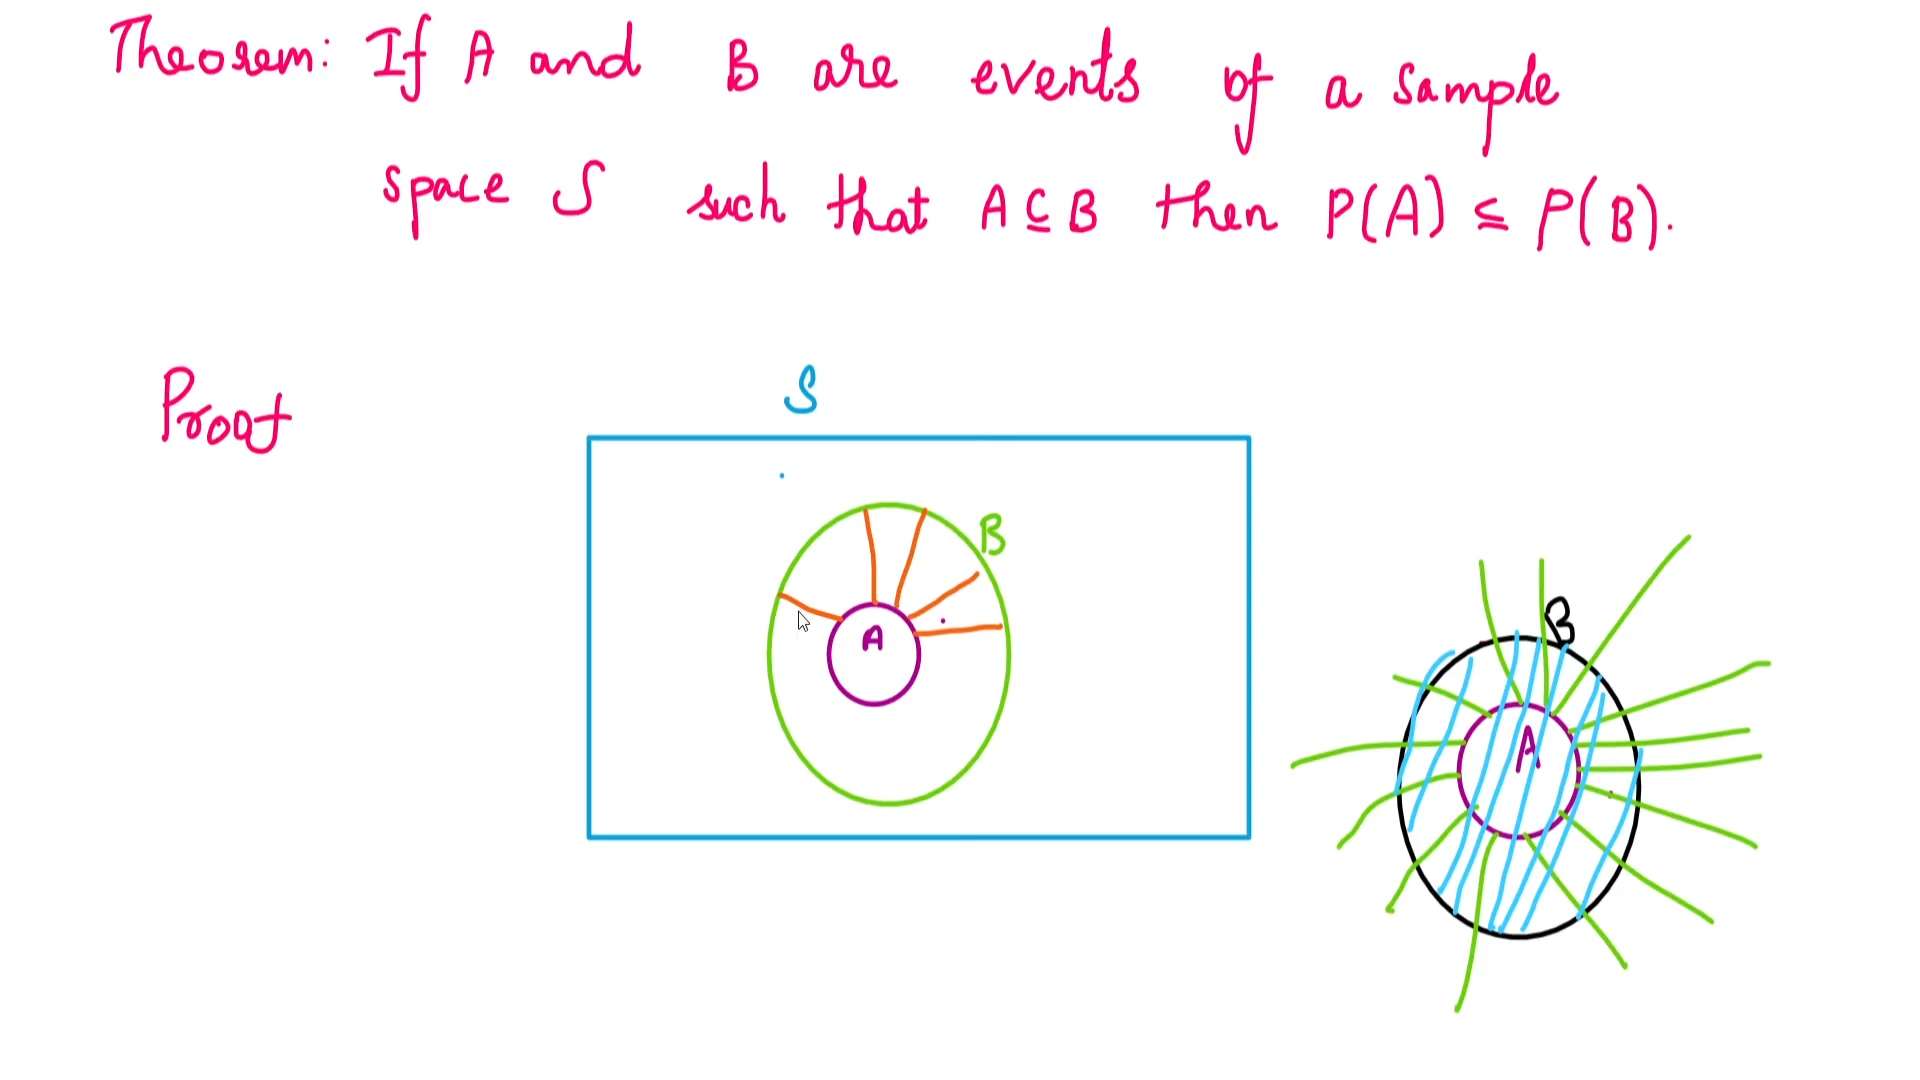 Theorem: If A and B are events of a sample
space S such that A ⊆ B then P(A) ≤ P(B).
Proof
S
B
A
B
A